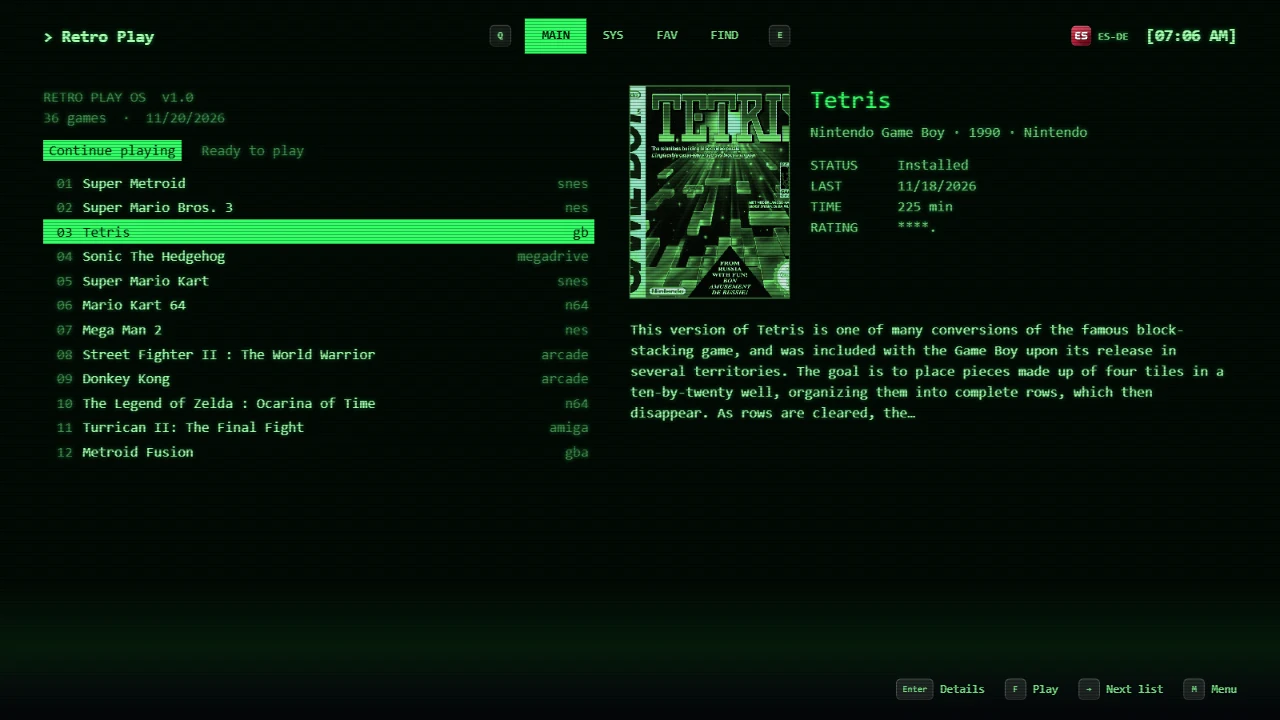 > Retro Play
Q MAIN SYS FAV FIND E
ES ES-DE [07:06 AM]
RETRO PLAY OS v1.0
36 games · 11/20/2026
Continue playing Ready to play
01 Super Metroid snes
02 Super Mario Bros. 3 nes
03 Tetris gb
04 Sonic The Hedgehog megadrive
05 Super Mario Kart snes
06 Mario Kart 64 n64
07 Mega Man 2 nes
08 Street Fighter II : The World Warrior arcade
09 Donkey Kong arcade
10 The Legend of Zelda : Ocarina of Time n64
11 Turrican II: The Final Fight amiga
12 Metroid Fusion gba
TETRIS
FROM
RUSSIA
WITH FUN!
BON
AMUSEMENT
DE RUSSIE!
Nintendo
Tetris
Nintendo Game Boy · 1990 · Nintendo
STATUS Installed
LAST 11/18/2026
TIME 225 min
RATING ****.
This version of Tetris is one of many conversions of the famous block-
stacking game, and was included with the Game Boy upon its release in
several territories. The goal is to place pieces made up of four tiles in a
ten-by-twenty well, organizing them into complete rows, which then
disappear. As rows are cleared, the…
Enter Details F Play → Next list M Menu